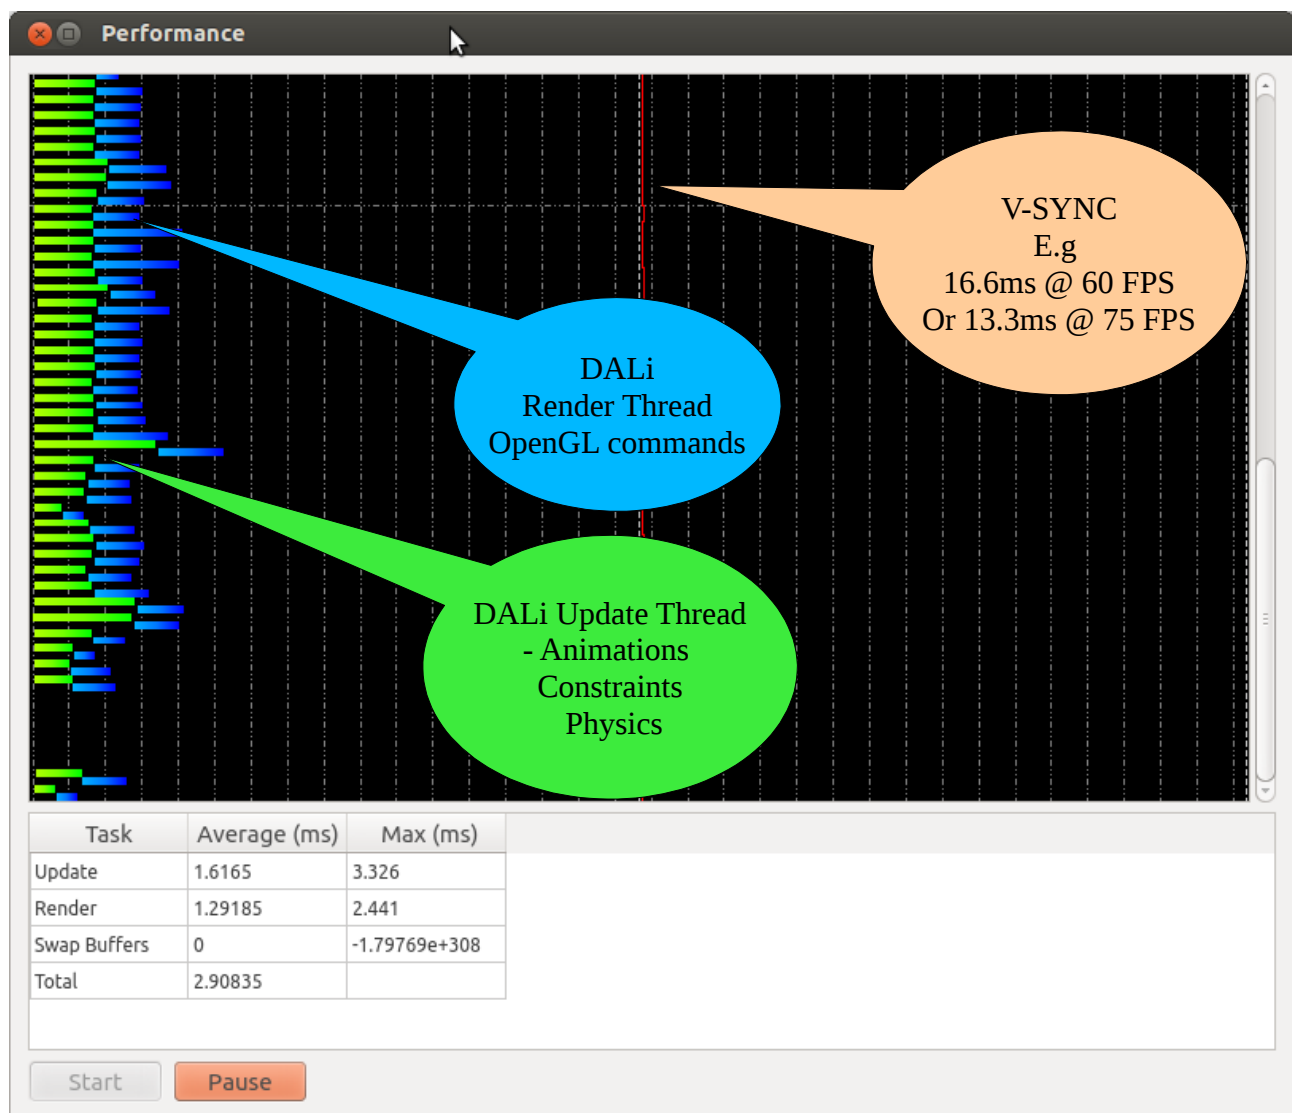 Performance
V-SYNC
E.g
16.6ms @ 60 FPS
Or 13.3ms @ 75 FPS
DALi
Render Thread
OpenGL commands
DALi Update Thread
- Animations
Constraints
Physics
Task Average (ms) Max (ms)
Update 1.6165 3.326
Render 1.29185 2.441
Swap Buffers 0 -1.79769e+308
Total 2.90835
Start Pause